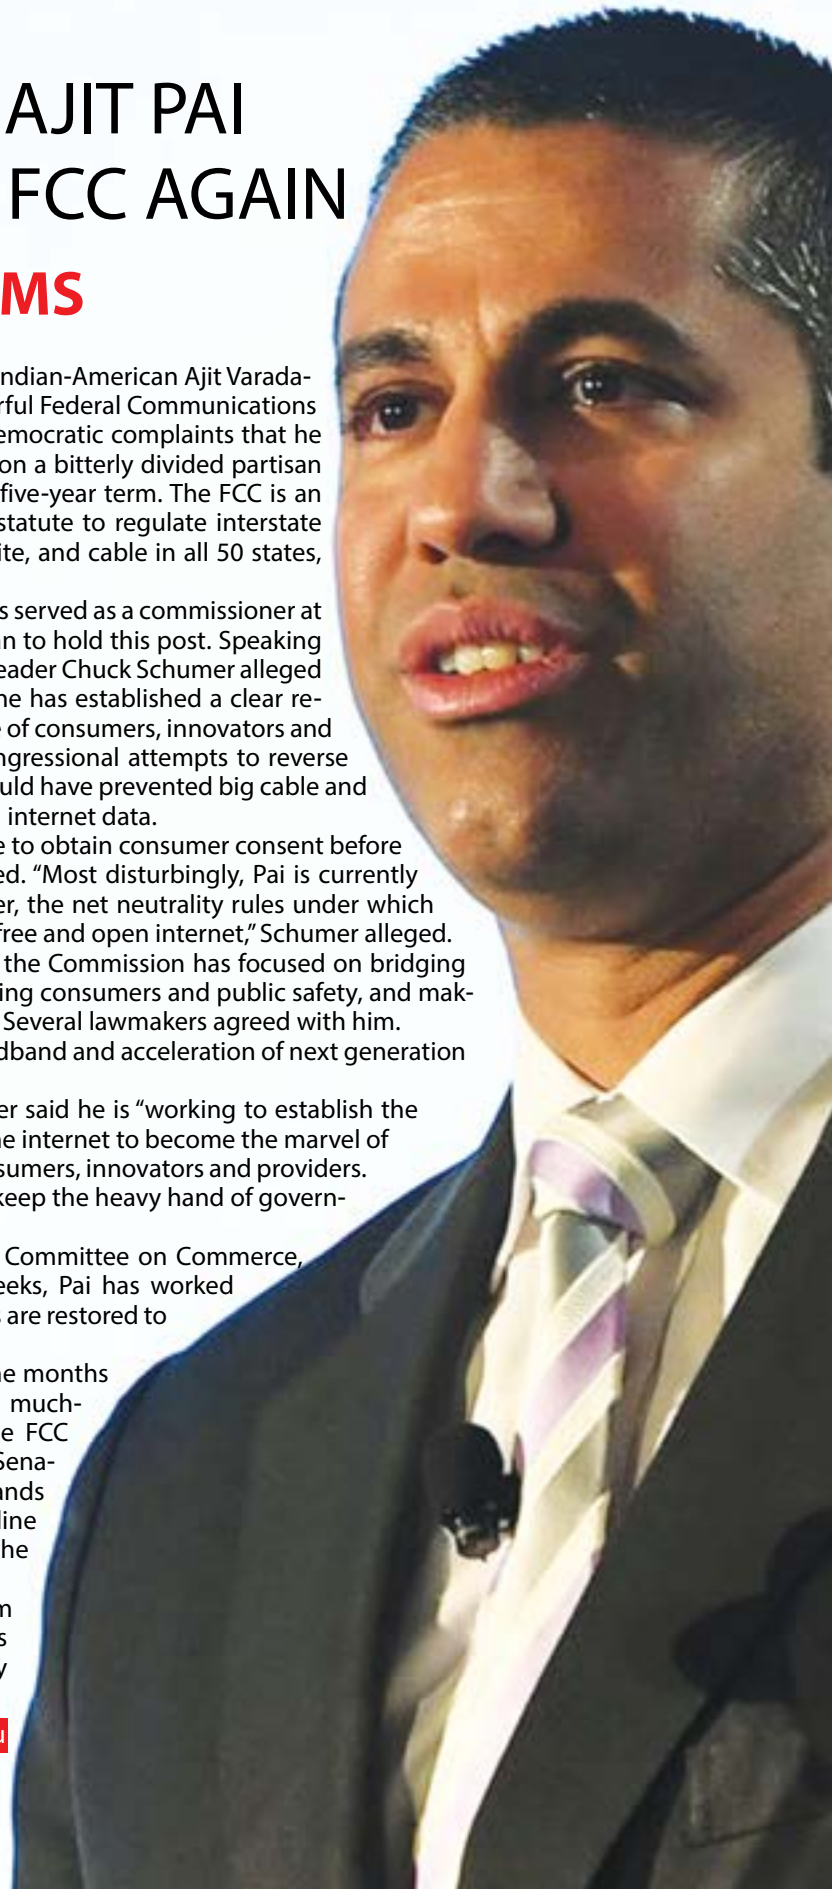 AJIT PAI
FCC AGAIN
MS
ndian-American Ajit Varada-
rful Federal Communications
emocratic complaints that he
on a bitterly divided partisan
five-year term. The FCC is an
statute to regulate interstate
ite, and cable in all 50 states,
s served as a commissioner at
n to hold this post. Speaking
eader Chuck Schumer alleged
he has established a clear re-
e of consumers, innovators and
ngressional attempts to reverse
uld have prevented big cable and
internet data.
e to obtain consumer consent before
ed. “Most disturbingly, Pai is currently
er, the net neutrality rules under which
free and open internet,” Schumer alleged.
the Commission has focused on bridging
ing consumers and public safety, and mak-
Several lawmakers agreed with him.
dband and acceleration of next generation
er said he is “working to establish the
ne internet to become the marvel of
sumers, innovators and providers.
keep the heavy hand of govern-
Committee on Commerce,
eeks, Pai has worked
s are restored to
ne months
much-
e FCC
Sena-
ands
line
he
m
s
y
u